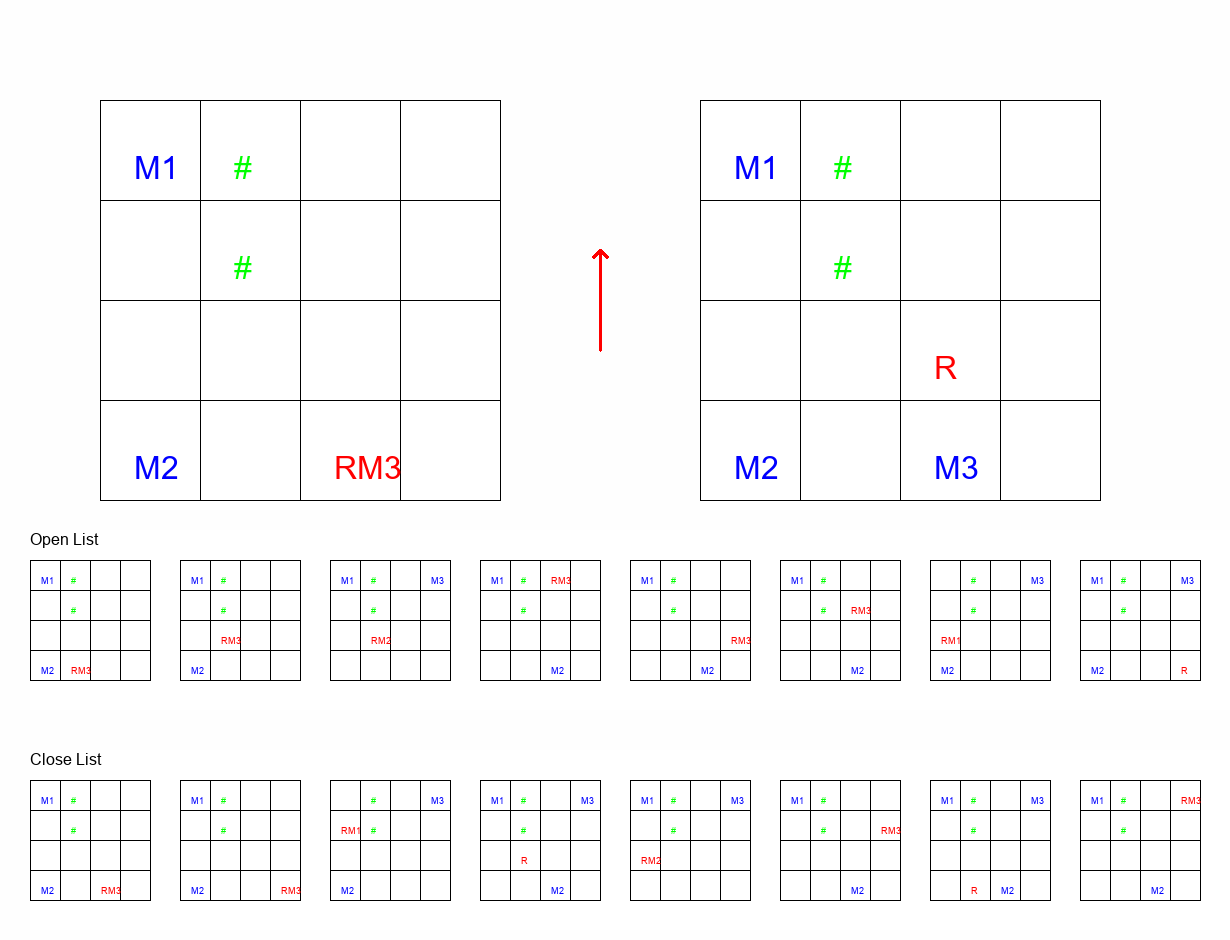 M1 # M1 #
# #
R
M2 RM3 M2 M3
Open List
M1 # M1 # M1 # M3 M1 # RM3 M1 # M1 # # M3 M1 # M3
# # # # # # RM3 # #
RM3 RM2 RM3 RM1
M2 RM3 M2 M2 M2 M2 M2 M2 R
Close List
M1 # M1 # # M3 M1 # M3 M1 # M3 M1 # M1 # M3 M1 # RM3
# # RM1 # # # # RM3 # #
R RM2
M2 RM3 M2 RM3 M2 M2 M2 R M2 M2